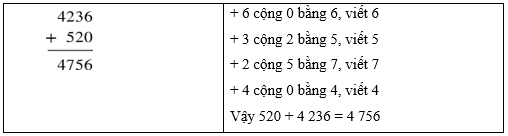 4236
+ 520
4756
+ 6 cộng 0 bằng 6, viết 6
+ 3 cộng 2 bằng 5, viết 5
+ 2 cộng 5 bằng 7, viết 7
+ 4 cộng 0 bằng 4, viết 4
Vậy 520 + 4 236 = 4 756